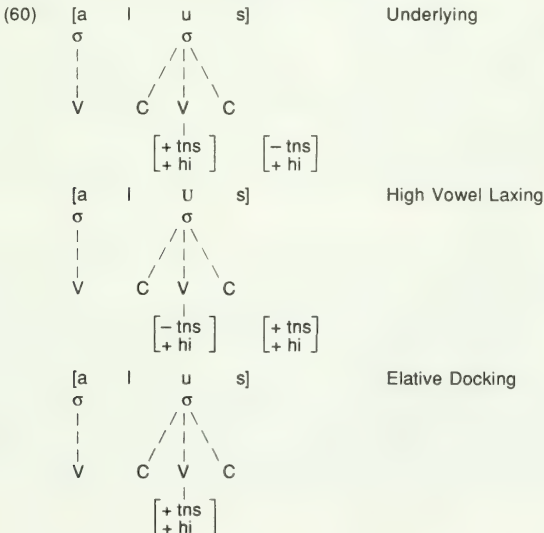 (60) [a l u s] Underlying
σ σ
V C V C
[+ tns [− tns
+ hi ] + hi]
[a l U s] High Vowel Laxing
σ σ
V C V C
[− tns [+ tns
+ hi ] + hi ]
[a l u s] Elative Docking
σ σ
V C V C
[+ tns
+ hi ]